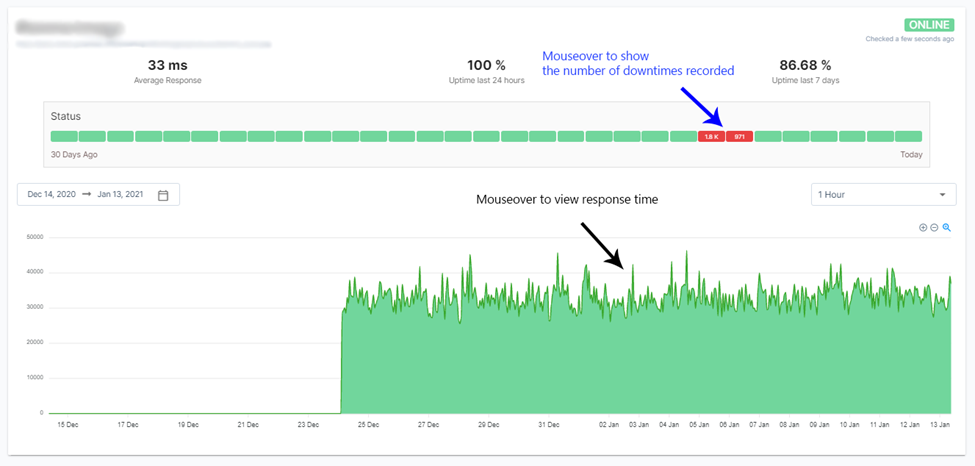 ONLINE
Checked a few seconds ago
33 ms
Average Response
100 %
Uptime last 24 hours
Mouseover to show
the number of downtimes recorded
86.68 %
Uptime last 7 days
Status
1.6 K
971
30 Days Ago
Today
Dec 14, 2020
Jan 13, 2021
1 Hour
Mouseover to view response time
50000
40000
30000
20000
10000
0
15 Dec 17 Dec 19 Dec 21 Dec 23 Dec 25 Dec 27 Dec 29 Dec 31 Dec 02 Jan 03 Jan 04 Jan 05 Jan 06 Jan 07 Jan 08 Jan 09 Jan 10 Jan 11 Jan 12 Jan 13 Jan